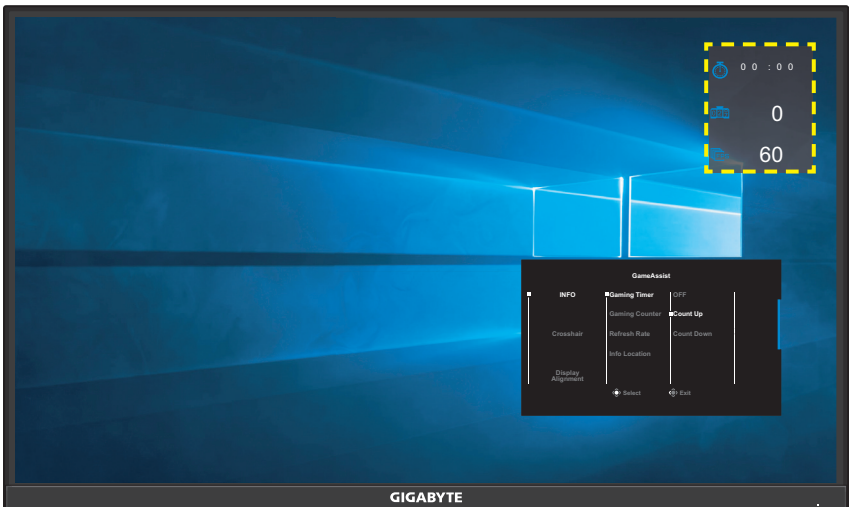 00 :00
0
60
GameAssist
INFO
Gaming Timer
OFF
Gaming Counter
Count Up
Crosshair
Refresh Rate
Count Down
Info Location
Display
Alignment
Select
Exit
GIGABYTE